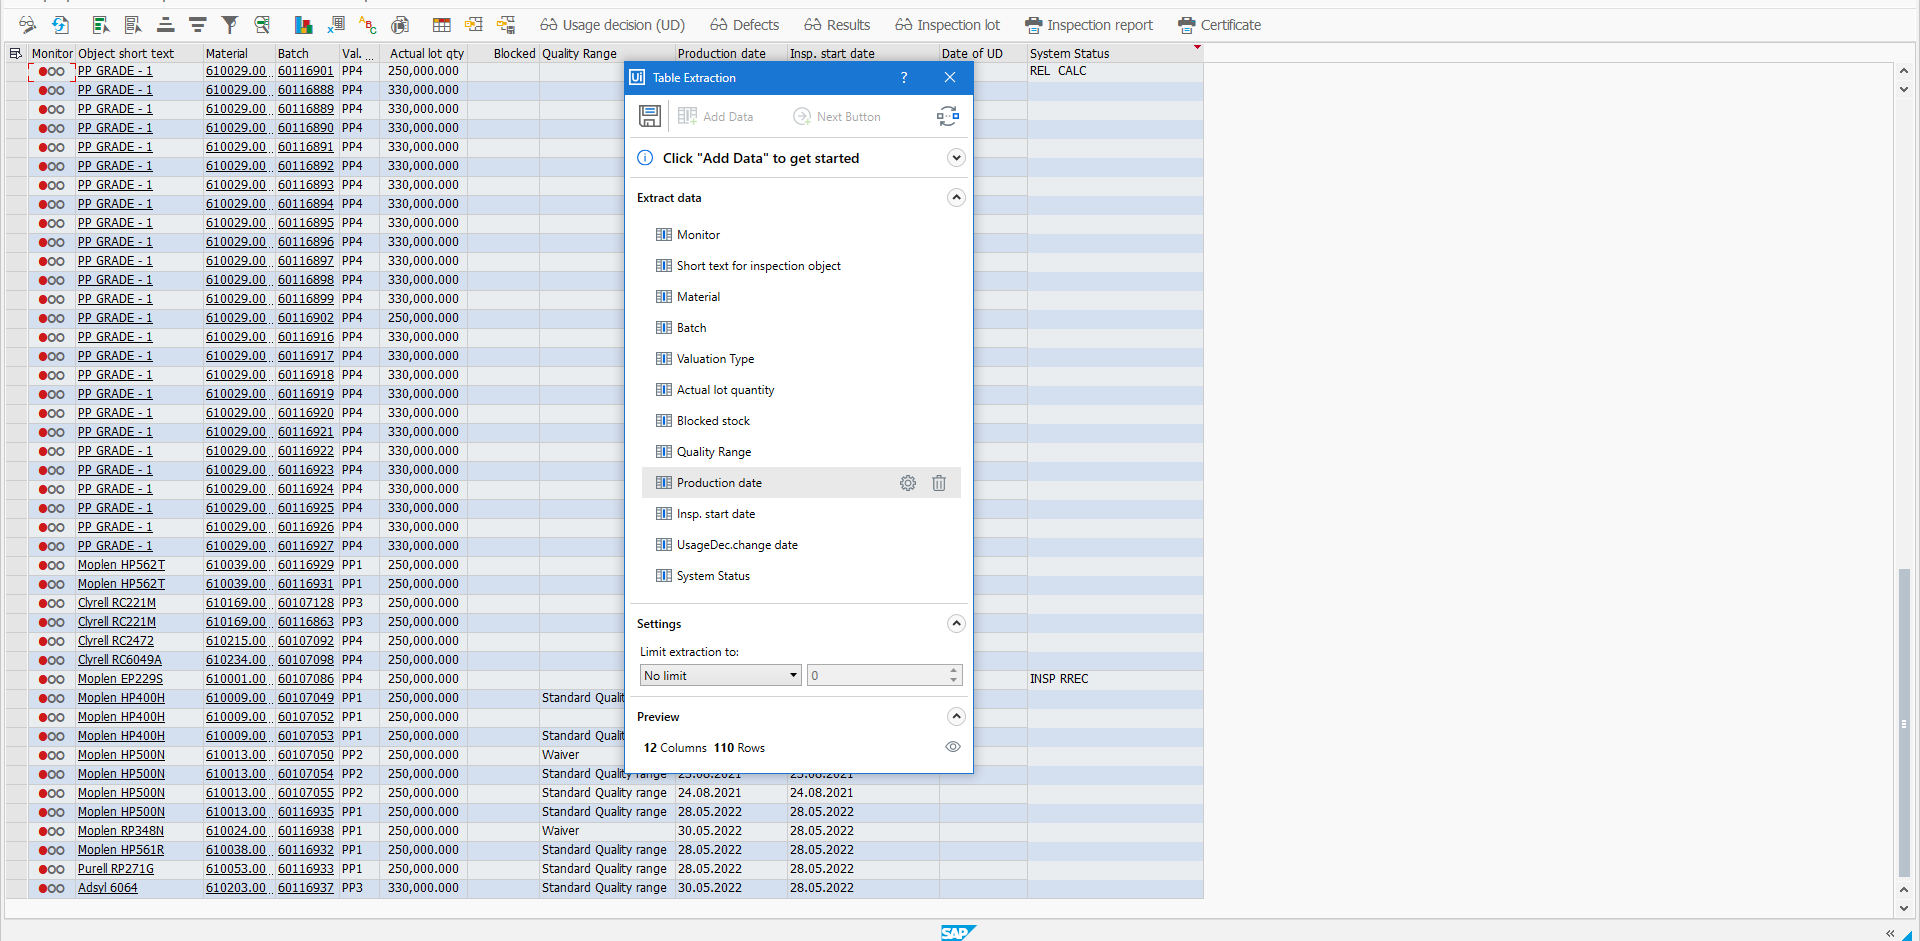 Usage decision (UD) Defects Results Inspection lot Inspection report Certificate
Monitor Object short text Material Batch Val. ... Actual lot qty Blocked Quality Range Production date Insp. start date Date of UD System Status
PP GRADE - 1 610029.00... 60116901 PP4 250,000.000 REL CALC
PP GRADE - 1 610029.00... 60116888 PP4 330,000.000
PP GRADE - 1 610029.00... 60116889 PP4 330,000.000
PP GRADE - 1 610029.00... 60116890 PP4 330,000.000
PP GRADE - 1 610029.00... 60116891 PP4 330,000.000
PP GRADE - 1 610029.00... 60116892 PP4 330,000.000
PP GRADE - 1 610029.00... 60116893 PP4 330,000.000
PP GRADE - 1 610029.00... 60116894 PP4 330,000.000
PP GRADE - 1 610029.00... 60116895 PP4 330,000.000
PP GRADE - 1 610029.00... 60116896 PP4 330,000.000
PP GRADE - 1 610029.00... 60116897 PP4 330,000.000
PP GRADE - 1 610029.00... 60116898 PP4 330,000.000
PP GRADE - 1 610029.00... 60116899 PP4 330,000.000
PP GRADE - 1 610029.00... 60116902 PP4 250,000.000
PP GRADE - 1 610029.00... 60116916 PP4 330,000.000
PP GRADE - 1 610029.00... 60116917 PP4 330,000.000
PP GRADE - 1 610029.00... 60116918 PP4 330,000.000
PP GRADE - 1 610029.00... 60116919 PP4 330,000.000
PP GRADE - 1 610029.00... 60116920 PP4 330,000.000
PP GRADE - 1 610029.00... 60116921 PP4 330,000.000
PP GRADE - 1 610029.00... 60116922 PP4 330,000.000
PP GRADE - 1 610029.00... 60116923 PP4 330,000.000
PP GRADE - 1 610029.00... 60116924 PP4 330,000.000
PP GRADE - 1 610029.00... 60116925 PP4 330,000.000
PP GRADE - 1 610029.00... 60116926 PP4 330,000.000
PP GRADE - 1 610029.00... 60116927 PP4 330,000.000
Moplen HP562T 610039.00... 60116929 PP1 250,000.000
Moplen HP562T 610039.00... 60116931 PP1 250,000.000
Clyrell RC221M 610169.00... 60107128 PP3 250,000.000
Clyrell RC221M 610169.00... 60116863 PP3 250,000.000
Clyrell RC2472 610215.00... 60107092 PP4 250,000.000
Clyrell RC6049A 610234.00... 60107098 PP4 250,000.000
Moplen EP229S 610001.00... 60107086 PP4 250,000.000 INSP RREC
Moplen HP400H 610009.00... 60107049 PP1 250,000.000 Standard Quality
Moplen HP400H 610009.00... 60107052 PP1 250,000.000
Moplen HP400H 610009.00... 60107053 PP1 250,000.000 Standard Quality
Moplen HP500N 610013.00... 60107050 PP2 250,000.000 Waiver
Moplen HP500N 610013.00... 60107054 PP2 250,000.000 Standard Quality range 23.08.2021 23.08.2021
Moplen HP500N 610013.00... 60107055 PP2 250,000.000 Standard Quality range 24.08.2021 24.08.2021
Moplen HP500N 610013.00... 60116935 PP1 250,000.000 Standard Quality range 28.05.2022 28.05.2022
Moplen RP348N 610024.00... 60116938 PP1 250,000.000 Waiver 30.05.2022 28.05.2022
Moplen HP561R 610038.00... 60116932 PP1 250,000.000 Standard Quality range 28.05.2022 28.05.2022
Purell RP271G 610053.00... 60116933 PP1 250,000.000 Standard Quality range 28.05.2022 28.05.2022
Adsyl 6064 610203.00... 60116937 PP3 330,000.000 Standard Quality range 30.05.2022 28.05.2022
Ui Table Extraction ?
Add Data Next Button
Click "Add Data" to get started
Extract data
Monitor
Short text for inspection object
Material
Batch
Valuation Type
Actual lot quantity
Blocked stock
Quality Range
Production date
Insp. start date
UsageDec.change date
System Status
Settings
Limit extraction to:
No limit 0
Preview
12 Columns 110 Rows
SAP